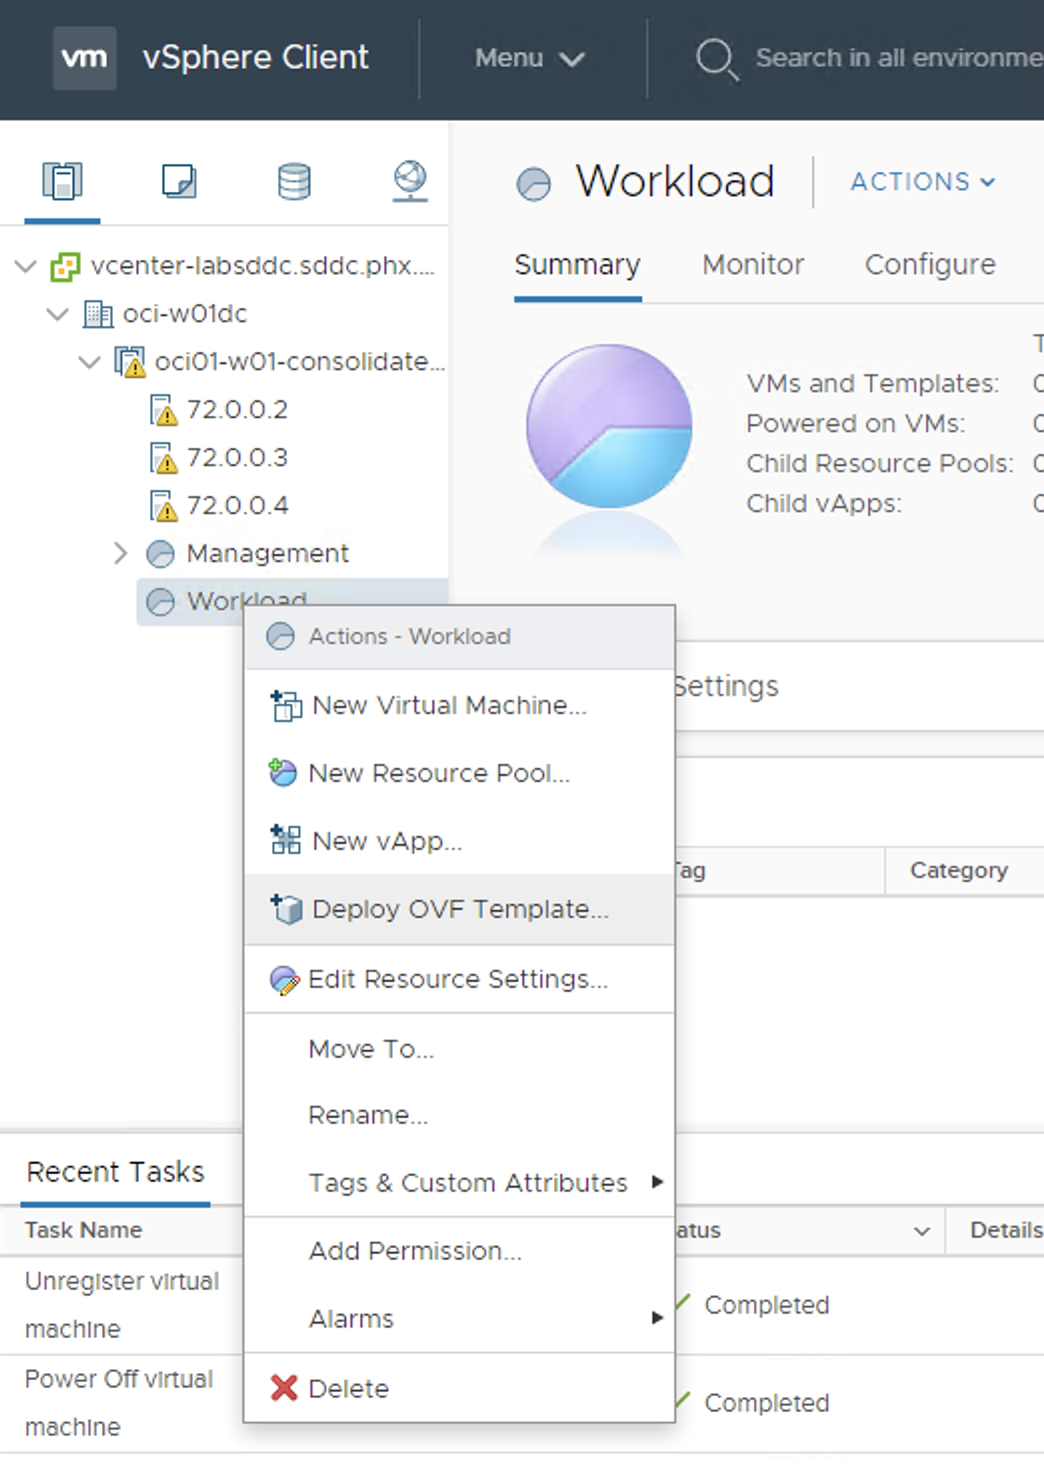 vm vSphere Client Menu Search in all environme
Workload ACTIONS
Summary Monitor Configure
vcenter-labsddc.sddc.phx....
oci-w01dc
oci01-w01-consolidate...
72.0.0.2
72.0.0.3
72.0.0.4
Management
Workload
VMs and Templates:
Powered on VMs:
Child Resource Pools:
Child vApps:
Actions - Workload
New Virtual Machine...
New Resource Pool...
New vApp...
Deploy OVF Template...
Edit Resource Settings...
Move To...
Rename...
Tags & Custom Attributes
Add Permission...
Alarms
Delete
Settings
Tag Category
Recent Tasks
Task Name atus Details
Unregister virtual
machine
Completed
Power Off virtual
machine
Completed